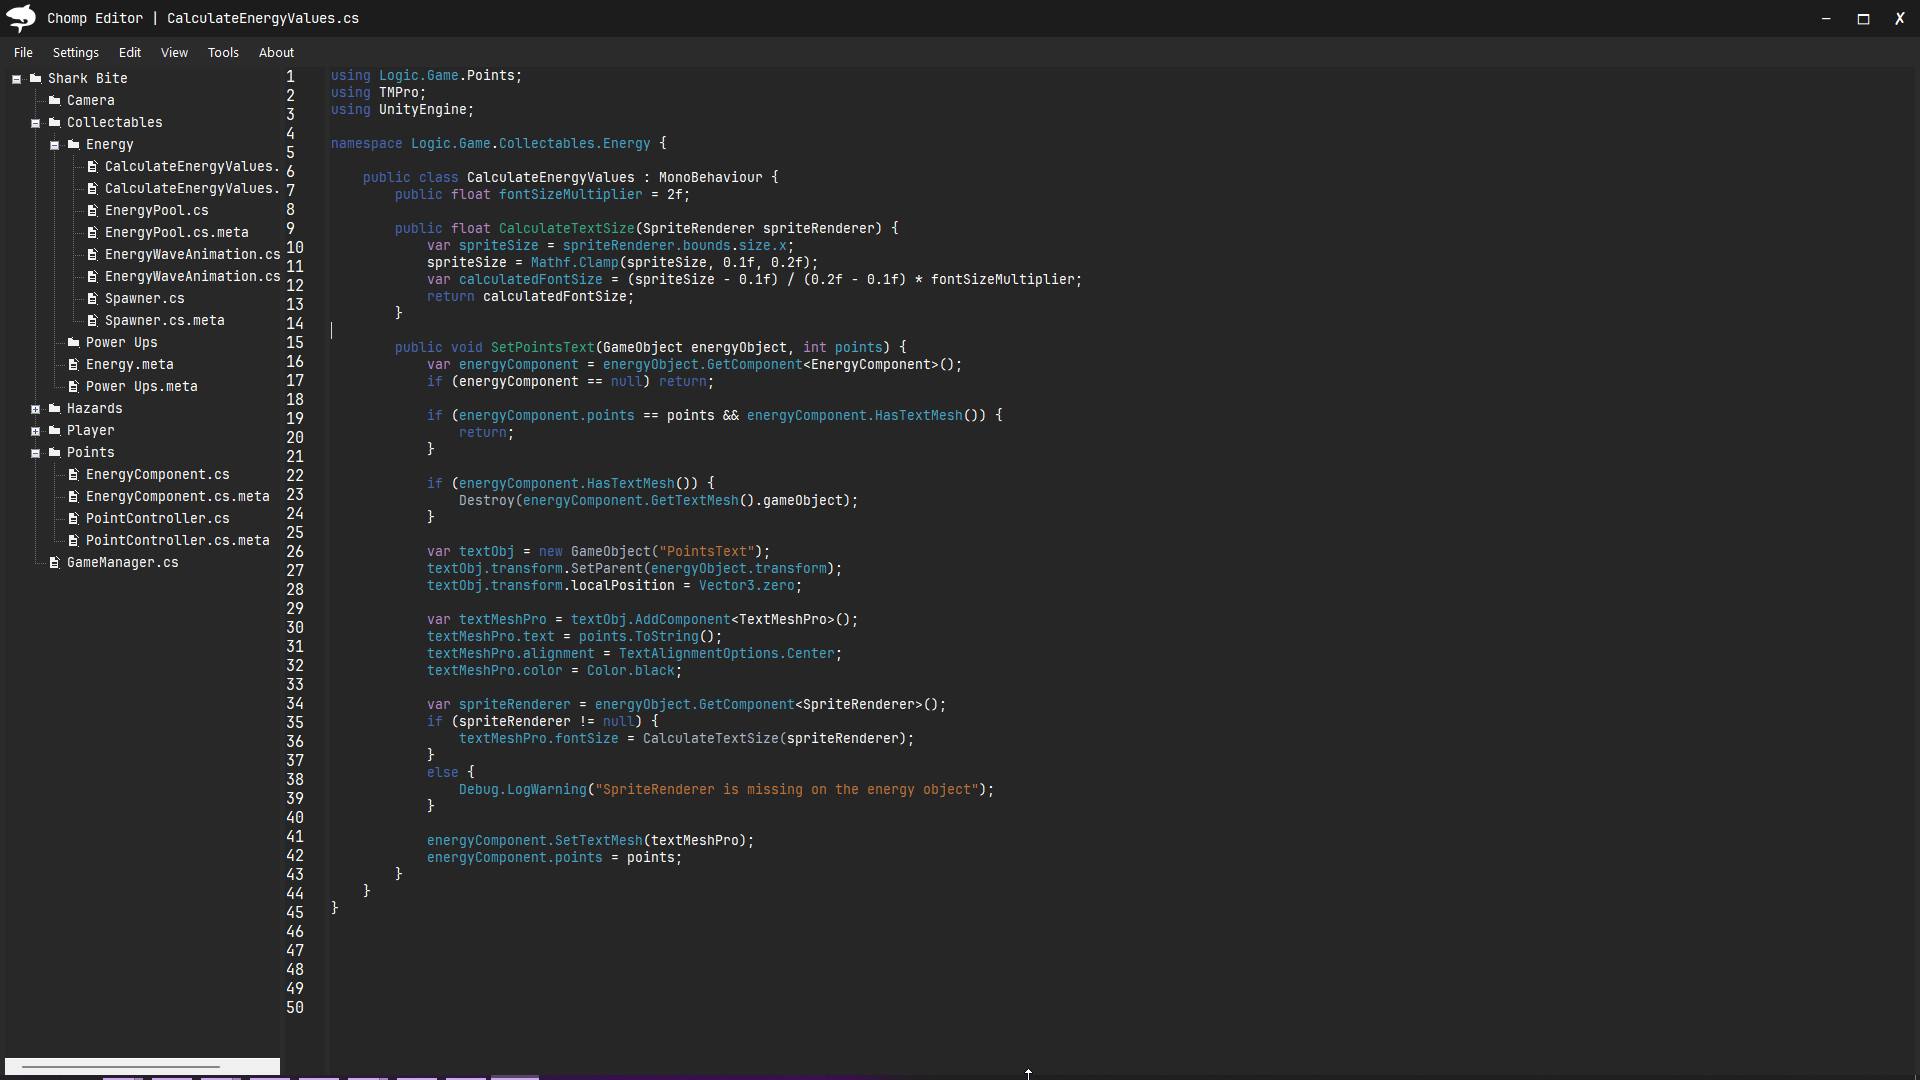 Chomp Editor | CalculateEnergyValues.cs
File Settings Edit View Tools About
Shark Bite
Camera
Collectables
Energy
CalculateEnergyValues.
CalculateEnergyValues.
EnergyPool.cs
EnergyPool.cs.meta
EnergyWaveAnimation.cs
EnergyWaveAnimation.cs
Spawner.cs
Spawner.cs.meta
Power Ups
Energy.meta
Power Ups.meta
Hazards
Player
Points
EnergyComponent.cs
EnergyComponent.cs.meta
PointController.cs
PointController.cs.meta
GameManager.cs
1
2
3
4
5
6
7
8
9
10
11
12
13
14
15
16
17
18
19
20
21
22
23
24
25
26
27
28
29
30
31
32
33
34
35
36
37
38
39
40
41
42
43
44
45
46
47
48
49
50
using Logic.Game.Points;
using TMPro;
using UnityEngine;
namespace Logic.Game.Collectables.Energy {
public class CalculateEnergyValues : MonoBehaviour {
public float fontSizeMultiplier = 2f;
public float CalculateTextSize(SpriteRenderer spriteRenderer) {
var spriteSize = spriteRenderer.bounds.size.x;
spriteSize = Mathf.Clamp(spriteSize, 0.1f, 0.2f);
var calculatedFontSize = (spriteSize - 0.1f) / (0.2f - 0.1f) * fontSizeMultiplier;
return calculatedFontSize;
}
public void SetPointsText(GameObject energyObject, int points) {
var energyComponent = energyObject.GetComponent<EnergyComponent>();
if (energyComponent == null) return;
if (energyComponent.points == points && energyComponent.HasTextMesh()) {
return;
}
if (energyComponent.HasTextMesh()) {
Destroy(energyComponent.GetTextMesh().gameObject);
}
var textObj = new GameObject("PointsText");
textObj.transform.SetParent(energyObject.transform);
textObj.transform.localPosition = Vector3.zero;
var textMeshPro = textObj.AddComponent<TextMeshPro>();
textMeshPro.text = points.ToString();
textMeshPro.alignment = TextAlignmentOptions.Center;
textMeshPro.color = Color.black;
var spriteRenderer = energyObject.GetComponent<SpriteRenderer>();
if (spriteRenderer != null) {
textMeshPro.fontSize = CalculateTextSize(spriteRenderer);
}
else {
Debug.LogWarning("SpriteRenderer is missing on the energy object");
}
energyComponent.SetTextMesh(textMeshPro);
energyComponent.points = points;
}
}
}